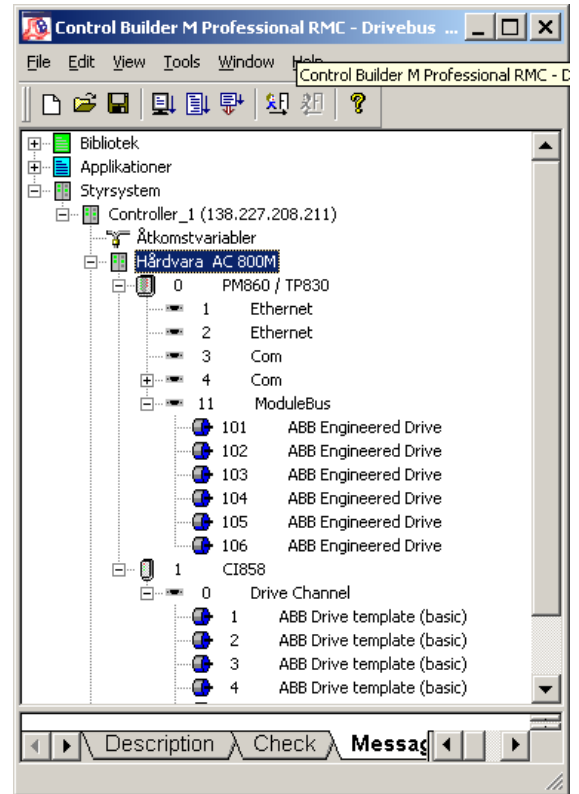 Control Builder M Professional RMC - Drivebus ...
File Edit View Tools Window Help
Control Builder M Professional RMC - D
Bibliotek
Applikationer
Styrsystem
Controller_1 (138.227.208.211)
Åtkomstvariabler
Hårdvara AC 800M
0 PM860 / TP830
1 Ethernet
2 Ethernet
3 Com
4 Com
11 ModuleBus
101 ABB Engineered Drive
102 ABB Engineered Drive
103 ABB Engineered Drive
104 ABB Engineered Drive
105 ABB Engineered Drive
106 ABB Engineered Drive
1 CI858
0 Drive Channel
1 ABB Drive template (basic)
2 ABB Drive template (basic)
3 ABB Drive template (basic)
4 ABB Drive template (basic)
Description Check Messag